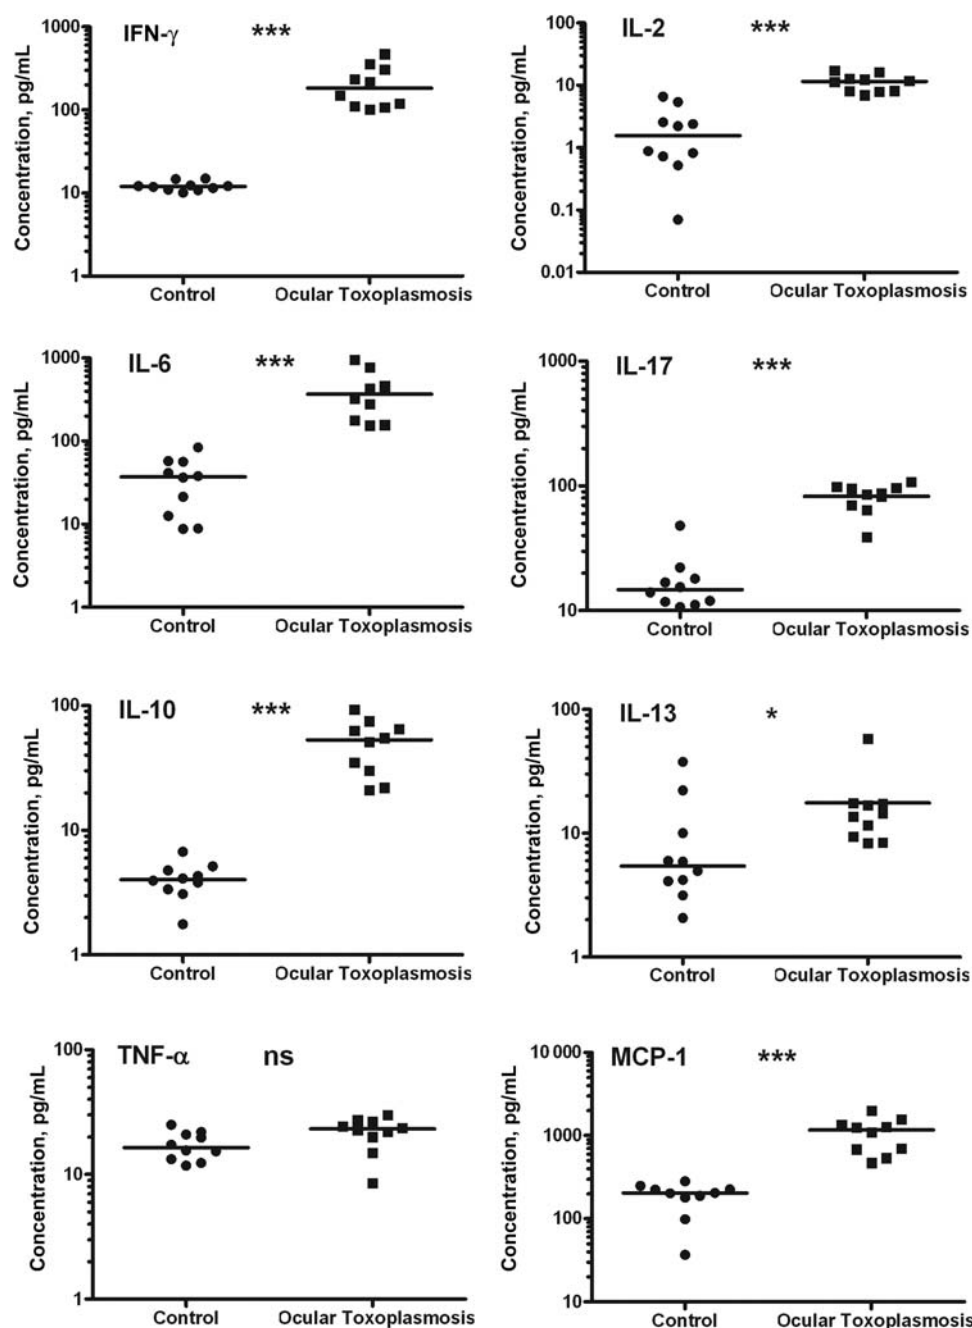 IFN-γ ***
Concentration, pg/mL
1000
100
10
1
Control Ocular Toxoplasmosis
IL-2 ***
Concentration, pg/mL
100
10
1
0.1
0.01
Control Ocular Toxoplasmosis
IL-6 ***
Concentration, pg/mL
1000
100
10
1
Control Ocular Toxoplasmosis
IL-17 ***
Concentration, pg/mL
1000
100
10
Control Ocular Toxoplasmosis
IL-10 ***
Concentration, pg/mL
100
10
1
Control Ocular Toxoplasmosis
IL-13 *
Concentration, pg/mL
100
10
1
Control Ocular Toxoplasmosis
TNF-α ns
Concentration, pg/mL
100
10
1
Control Ocular Toxoplasmosis
MCP-1 ***
Concentration, pg/mL
10 000
1000
100
10
Control Ocular Toxoplasmosis